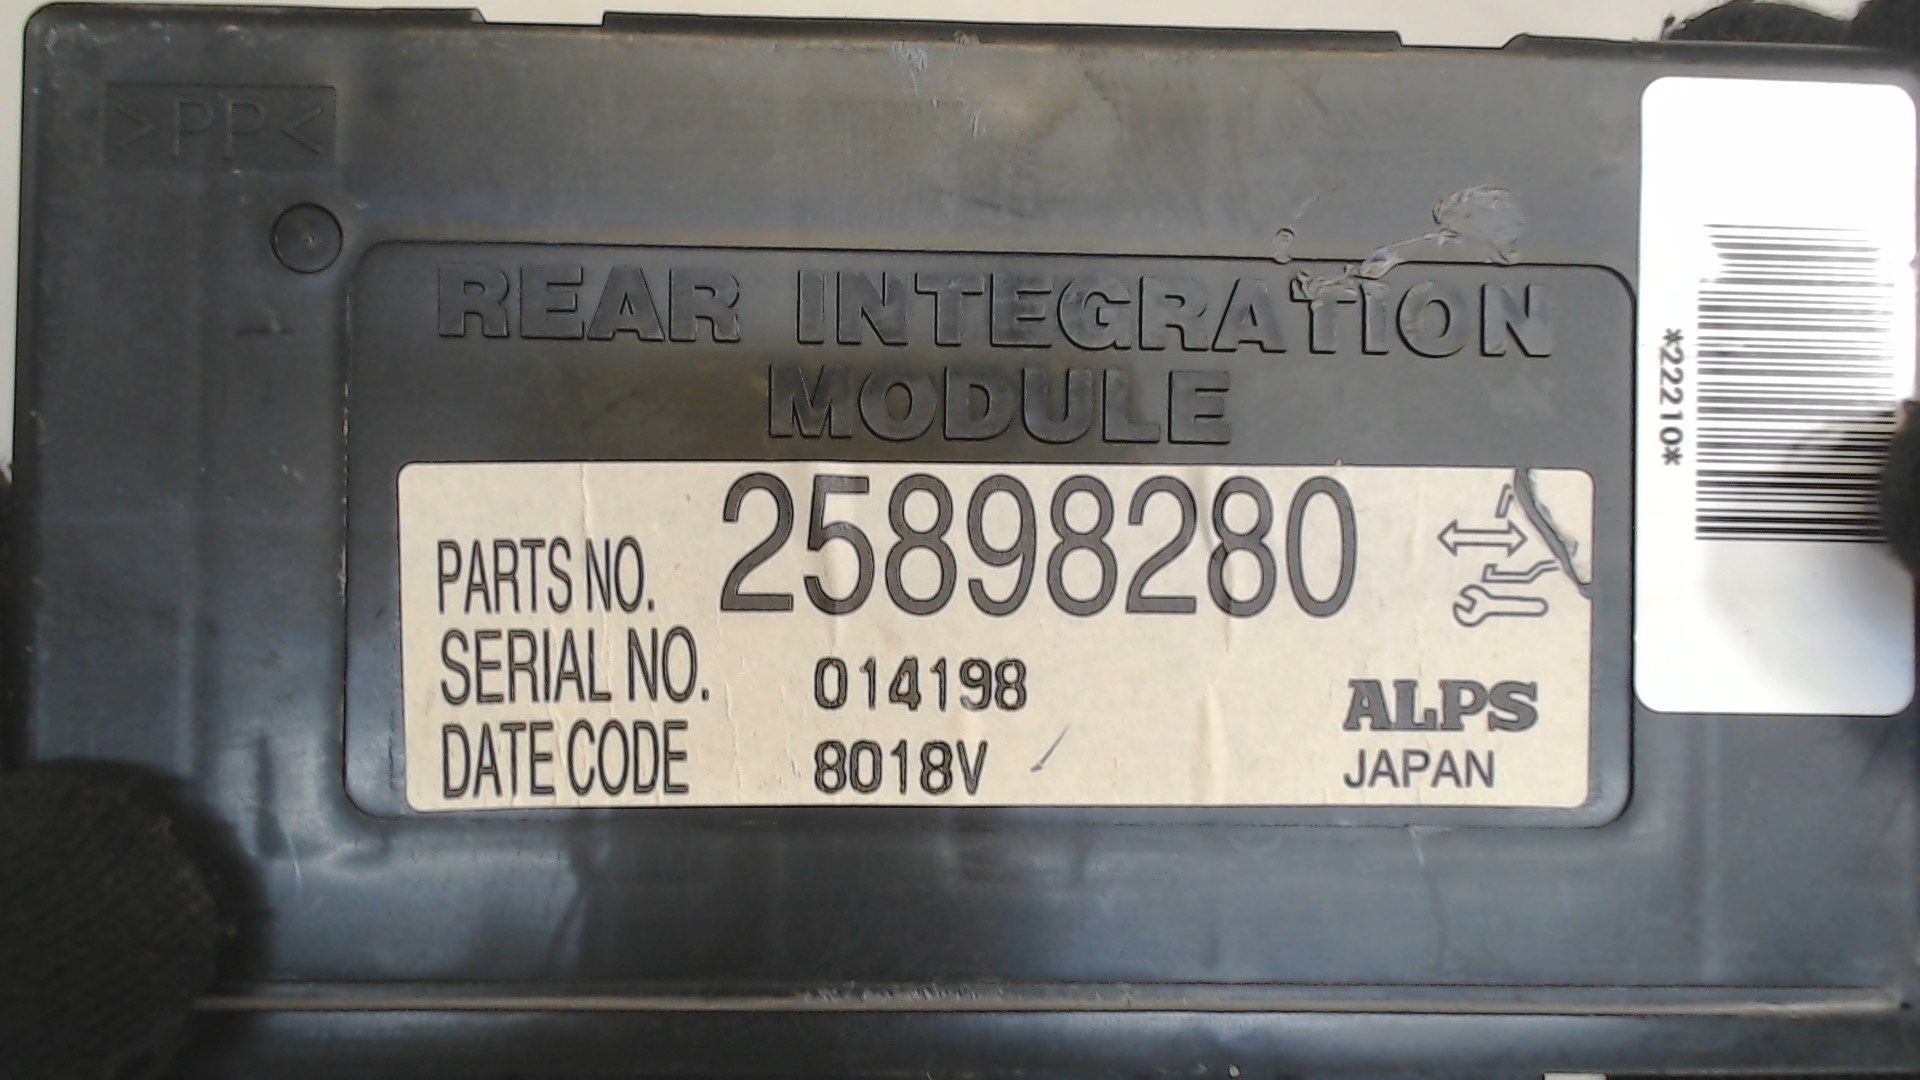 >PP<
REAR INTEGRATION
MODULE
PARTS NO. 25898280
SERIAL NO. 014198
DATE CODE 8018V
ALPS
JAPAN
*22210*